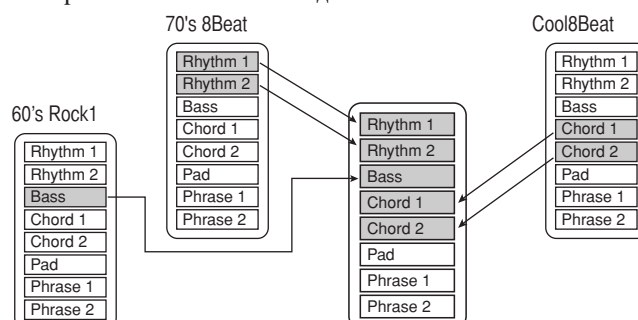 70's 8Beat
Rhythm 1
Rhythm 2
Bass
Chord 1
Chord 2
Pad
Phrase 1
Phrase 2
Cool8Beat
Rhythm 1
Rhythm 2
Bass
Chord 1
Chord 2
Pad
Phrase 1
Phrase 2
60's Rock1
Rhythm 1
Rhythm 2
Bass
Chord 1
Chord 2
Pad
Phrase 1
Phrase 2
Rhythm 1
Rhythm 2
Bass
Chord 1
Chord 2
Pad
Phrase 1
Phrase 2